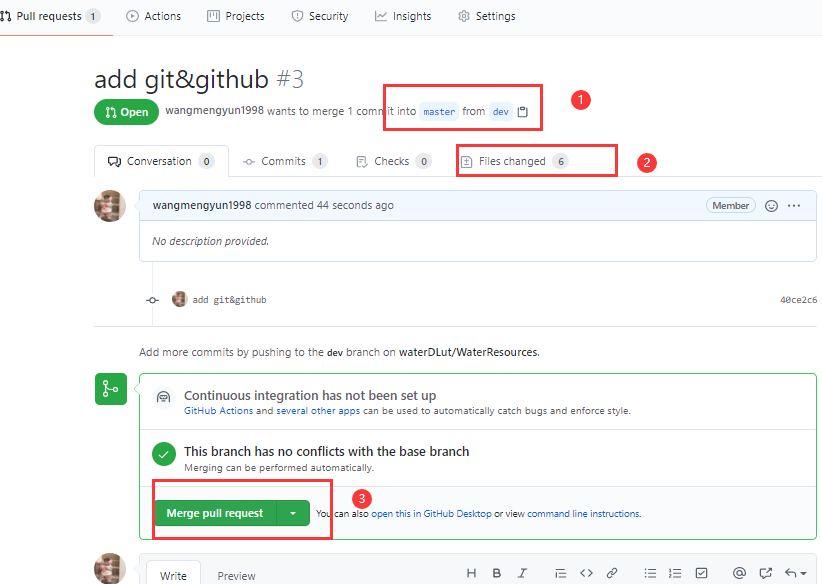 Pull requests 1 Actions Projects Security Insights Settings
add git&github #3
Open wangmengyun1998 wants to merge 1 commit into master from dev 1
Conversation 0 Commits 1 Checks 0 Files changed 6 2
wangmengyun1998 commented 44 seconds ago Member
No description provided.
add git&github 40ce2c6
Add more commits by pushing to the dev branch on waterDLut/WaterResources.
Continuous integration has not been set up
GitHub Actions and several other apps can be used to automatically catch bugs and enforce style.
This branch has no conflicts with the base branch
Merging can be performed automatically.
3
Merge pull request You can also open this in GitHub Desktop or view command line instructions.
Write Preview H B I